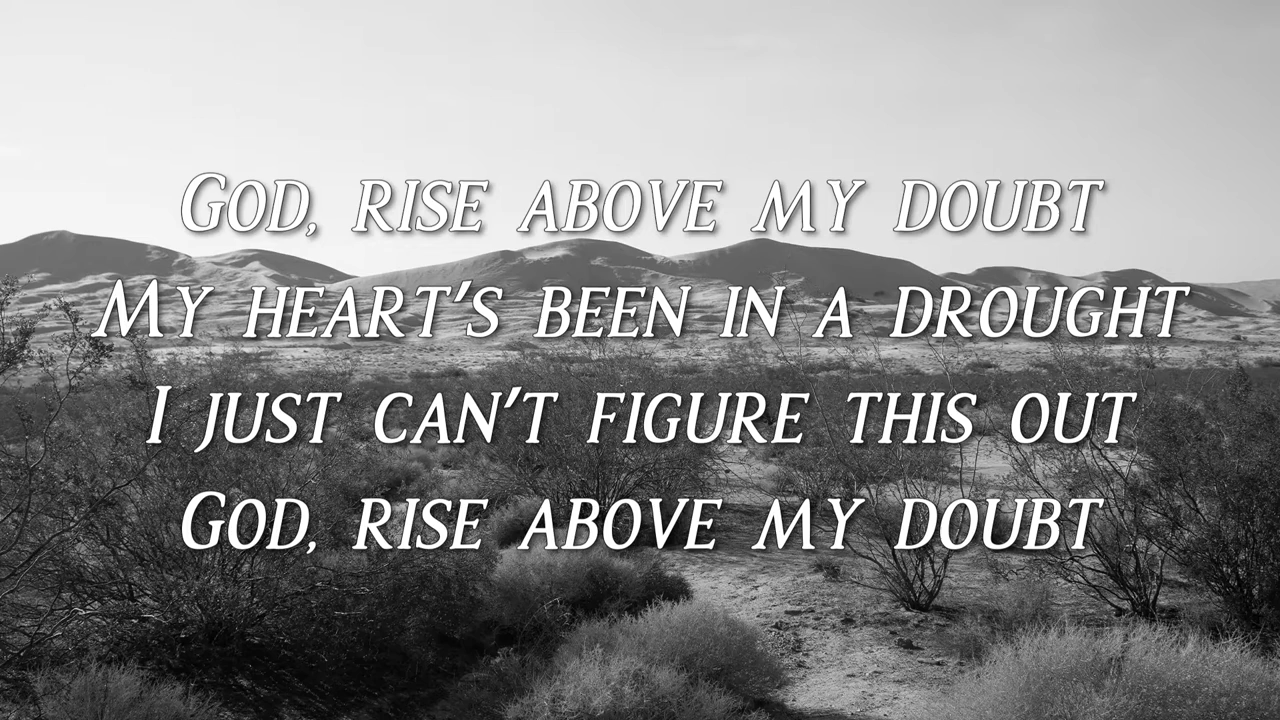 God, rise above my doubt
My heart's been in a drought
I just can't figure this out
God, rise above my doubt